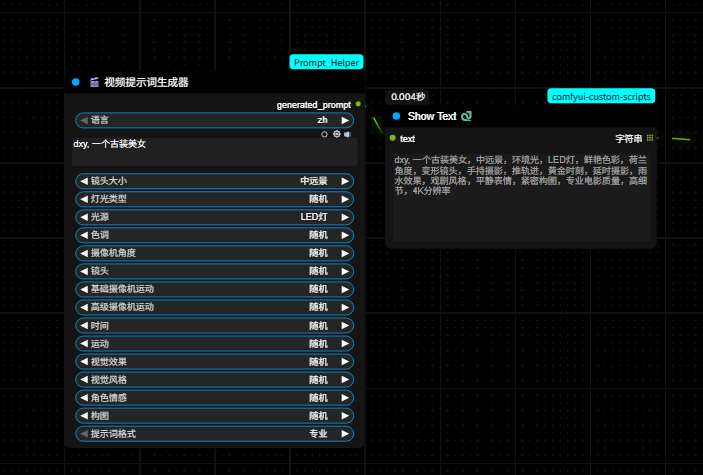 Prompt_Helper
视频提示词生成器
generated_prompt
语言 zh
dxy, 一个古装美女
镜头大小 中远景
灯光类型 随机
光源 LED灯
色调 随机
摄像机角度 随机
镜头 随机
基础摄像机运动 随机
高级摄像机运动 随机
时间 随机
运动 随机
视觉效果 随机
视觉风格 随机
角色情感 随机
构图 随机
提示词格式 专业
0.004秒
comfyui-custom-scripts
Show Text
text 字符串
dxy, 一个古装美女，中远景，环境光，LED灯，鲜艳色彩，荷兰
角度，变形镜头，手持摄影，推轨进，黄金时刻，延时摄影，雨
水效果，戏剧风格，平静表情，紧密构图，专业电影质量，高细
节，4K分辨率